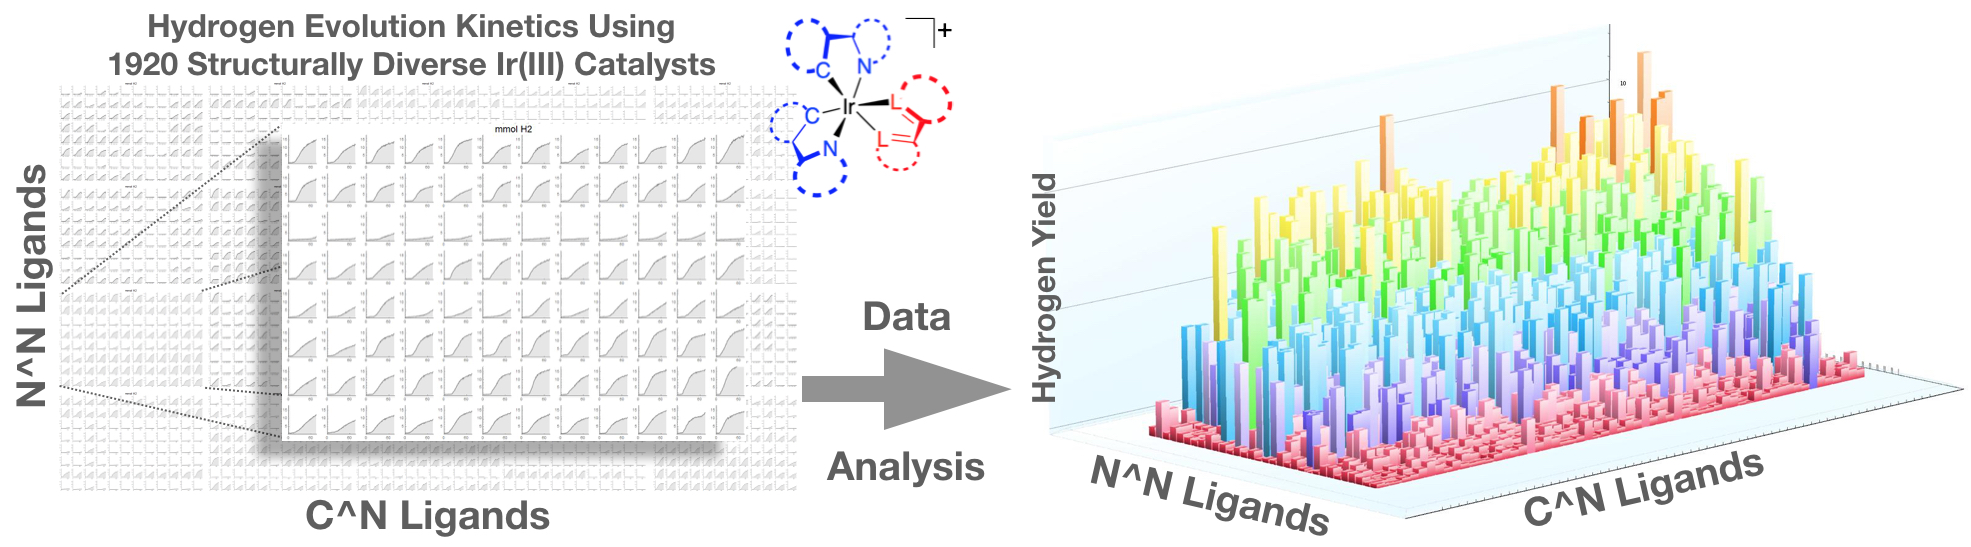 Hydrogen Evolution Kinetics Using
1920 Structurally Diverse Ir(III) Catalysts
N^N Ligands
mmol H2
C^N Ligands
+
C
N
Ir
L
C
L
N
Data
Analysis
Hydrogen Yield
10
N^N Ligands
C^N Ligands